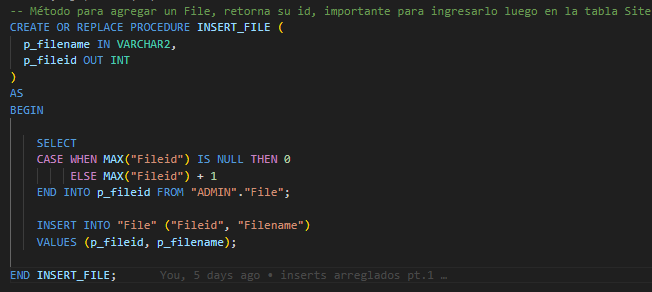 -- Método para agregar un File, retorna su id, importante para ingresarlo luego en la tabla Site
CREATE OR REPLACE PROCEDURE INSERT_FILE (
  p_filename IN VARCHAR2,
  p_fileid OUT INT
)
AS
BEGIN
    SELECT
    CASE WHEN MAX("Fileid") IS NULL THEN 0
         ELSE MAX("Fileid") + 1
    END INTO p_fileid FROM "ADMIN"."File";
    INSERT INTO "File" ("Fileid", "Filename")
    VALUES (p_fileid, p_filename);
END INSERT_FILE;      You, 5 days ago • inserts arreglados pt.1 …